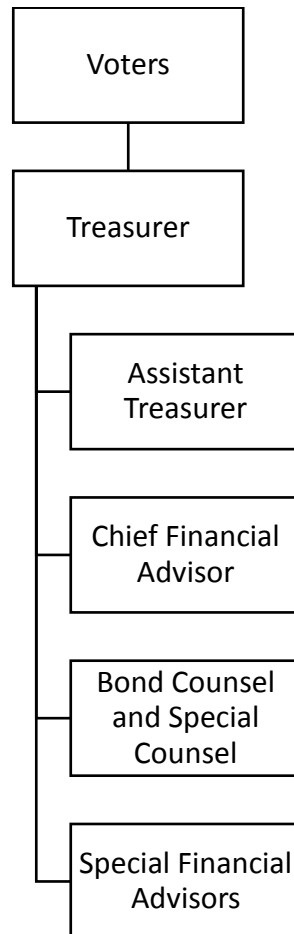 Voters
Treasurer
Assistant
Treasurer
Chief Financial
Advisor
Bond Counsel
and Special
Counsel
Special Financial
Advisors